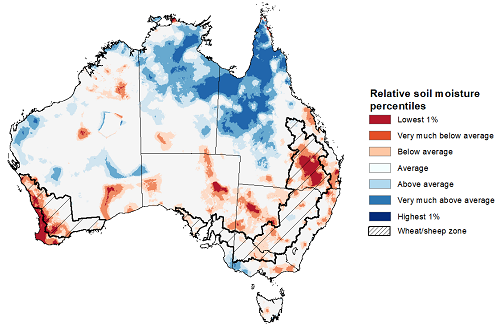 Relative soil moisture
percentiles
Lowest 1%
Very much below average
Below average
Average
Above average
Very much above average
Highest 1%
Wheat/sheep zone